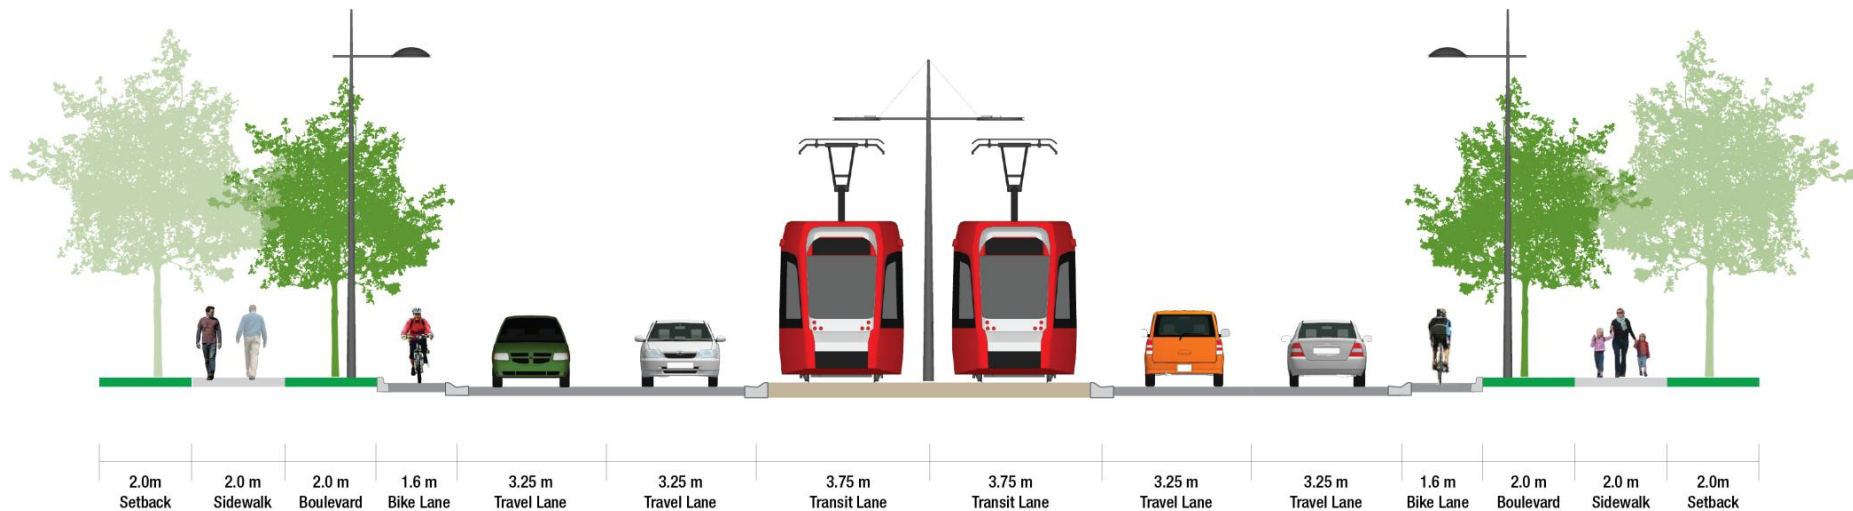 2.0m
Setback
2.0 m
Sidewalk
2.0 m
Boulevard
1.6 m
Bike Lane
3.25 m
Travel Lane
3.25 m
Travel Lane
3.75 m
Transit Lane
3.75 m
Transit Lane
3.25 m
Travel Lane
3.25 m
Travel Lane
1.6 m
Bike Lane
2.0 m
Boulevard
2.0 m
Sidewalk
2.0m
Setback